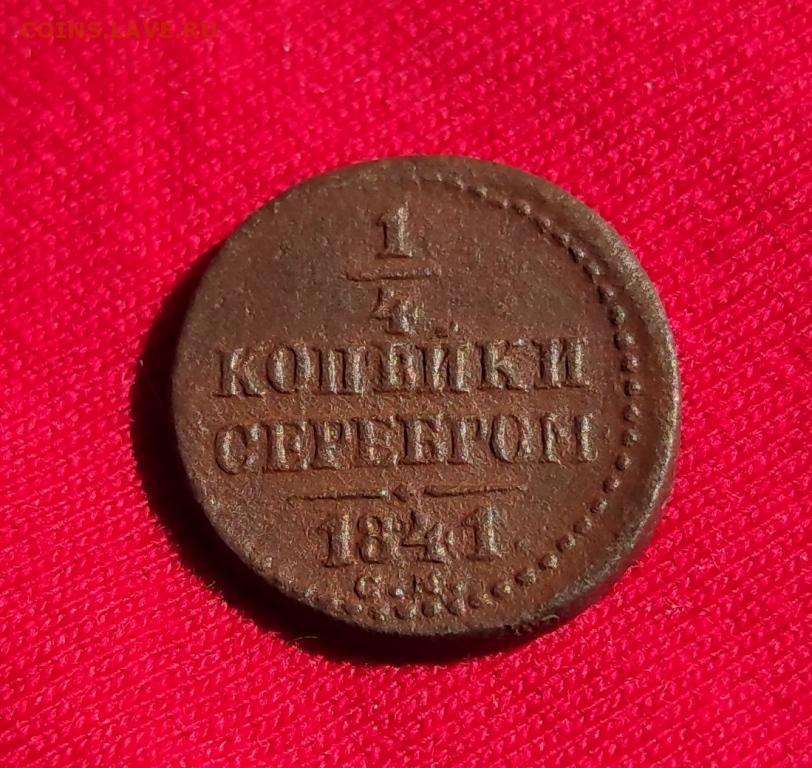 COINS.LAVE.RU
1
4
КОПѢЙКИ
СЕРЕБРОМ
1841
С.М.